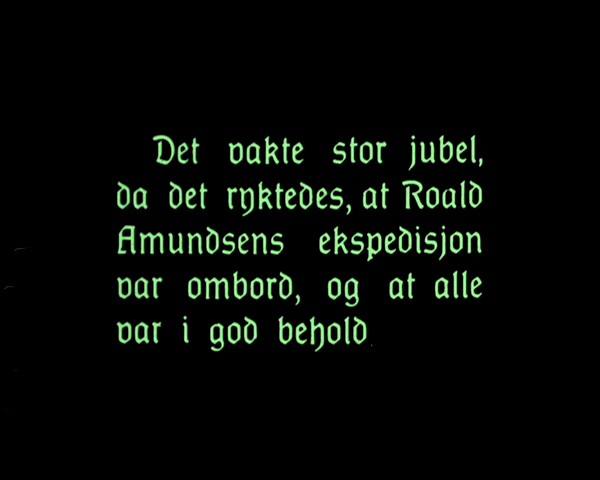 Det vakte stor jubel,
da det ryktedes, at Roald
Amundsens ekspedisjon
var ombord, og at alle
var i god behold.